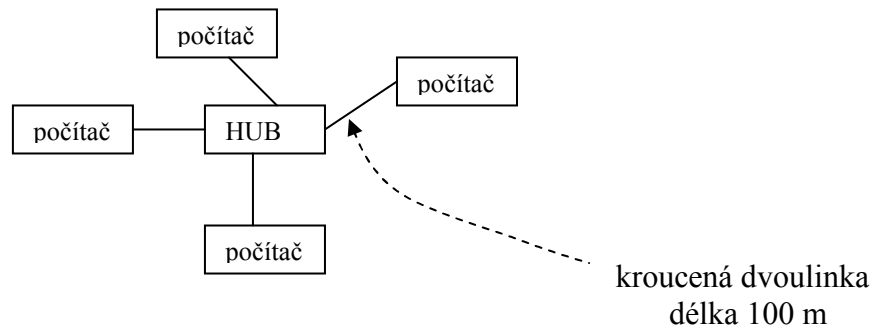 počítač
počítač
počítač
HUB
počítač
kroucená dvoulinka
délka 100 m